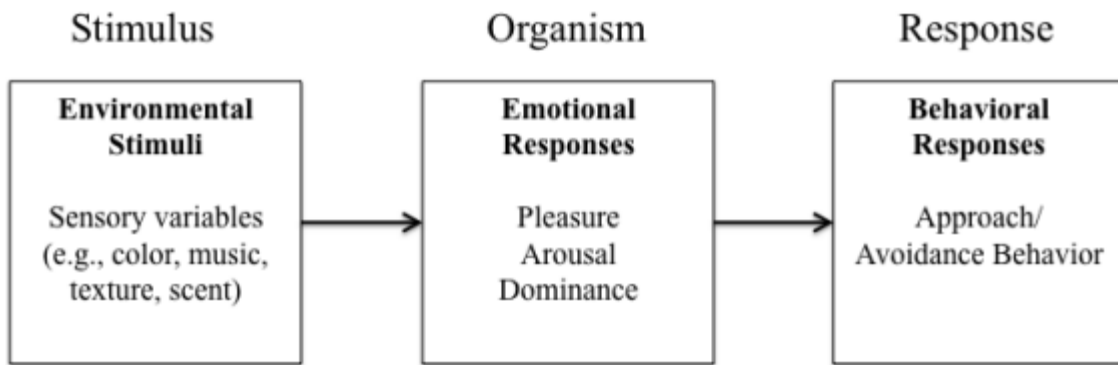 Stimulus
Organism
Response
Environmental
Stimuli
Sensory variables
(e.g., color, music,
texture, scent)
Emotional
Responses
Pleasure
Arousal
Dominance
Behavioral
Responses
Approach/
Avoidance Behavior